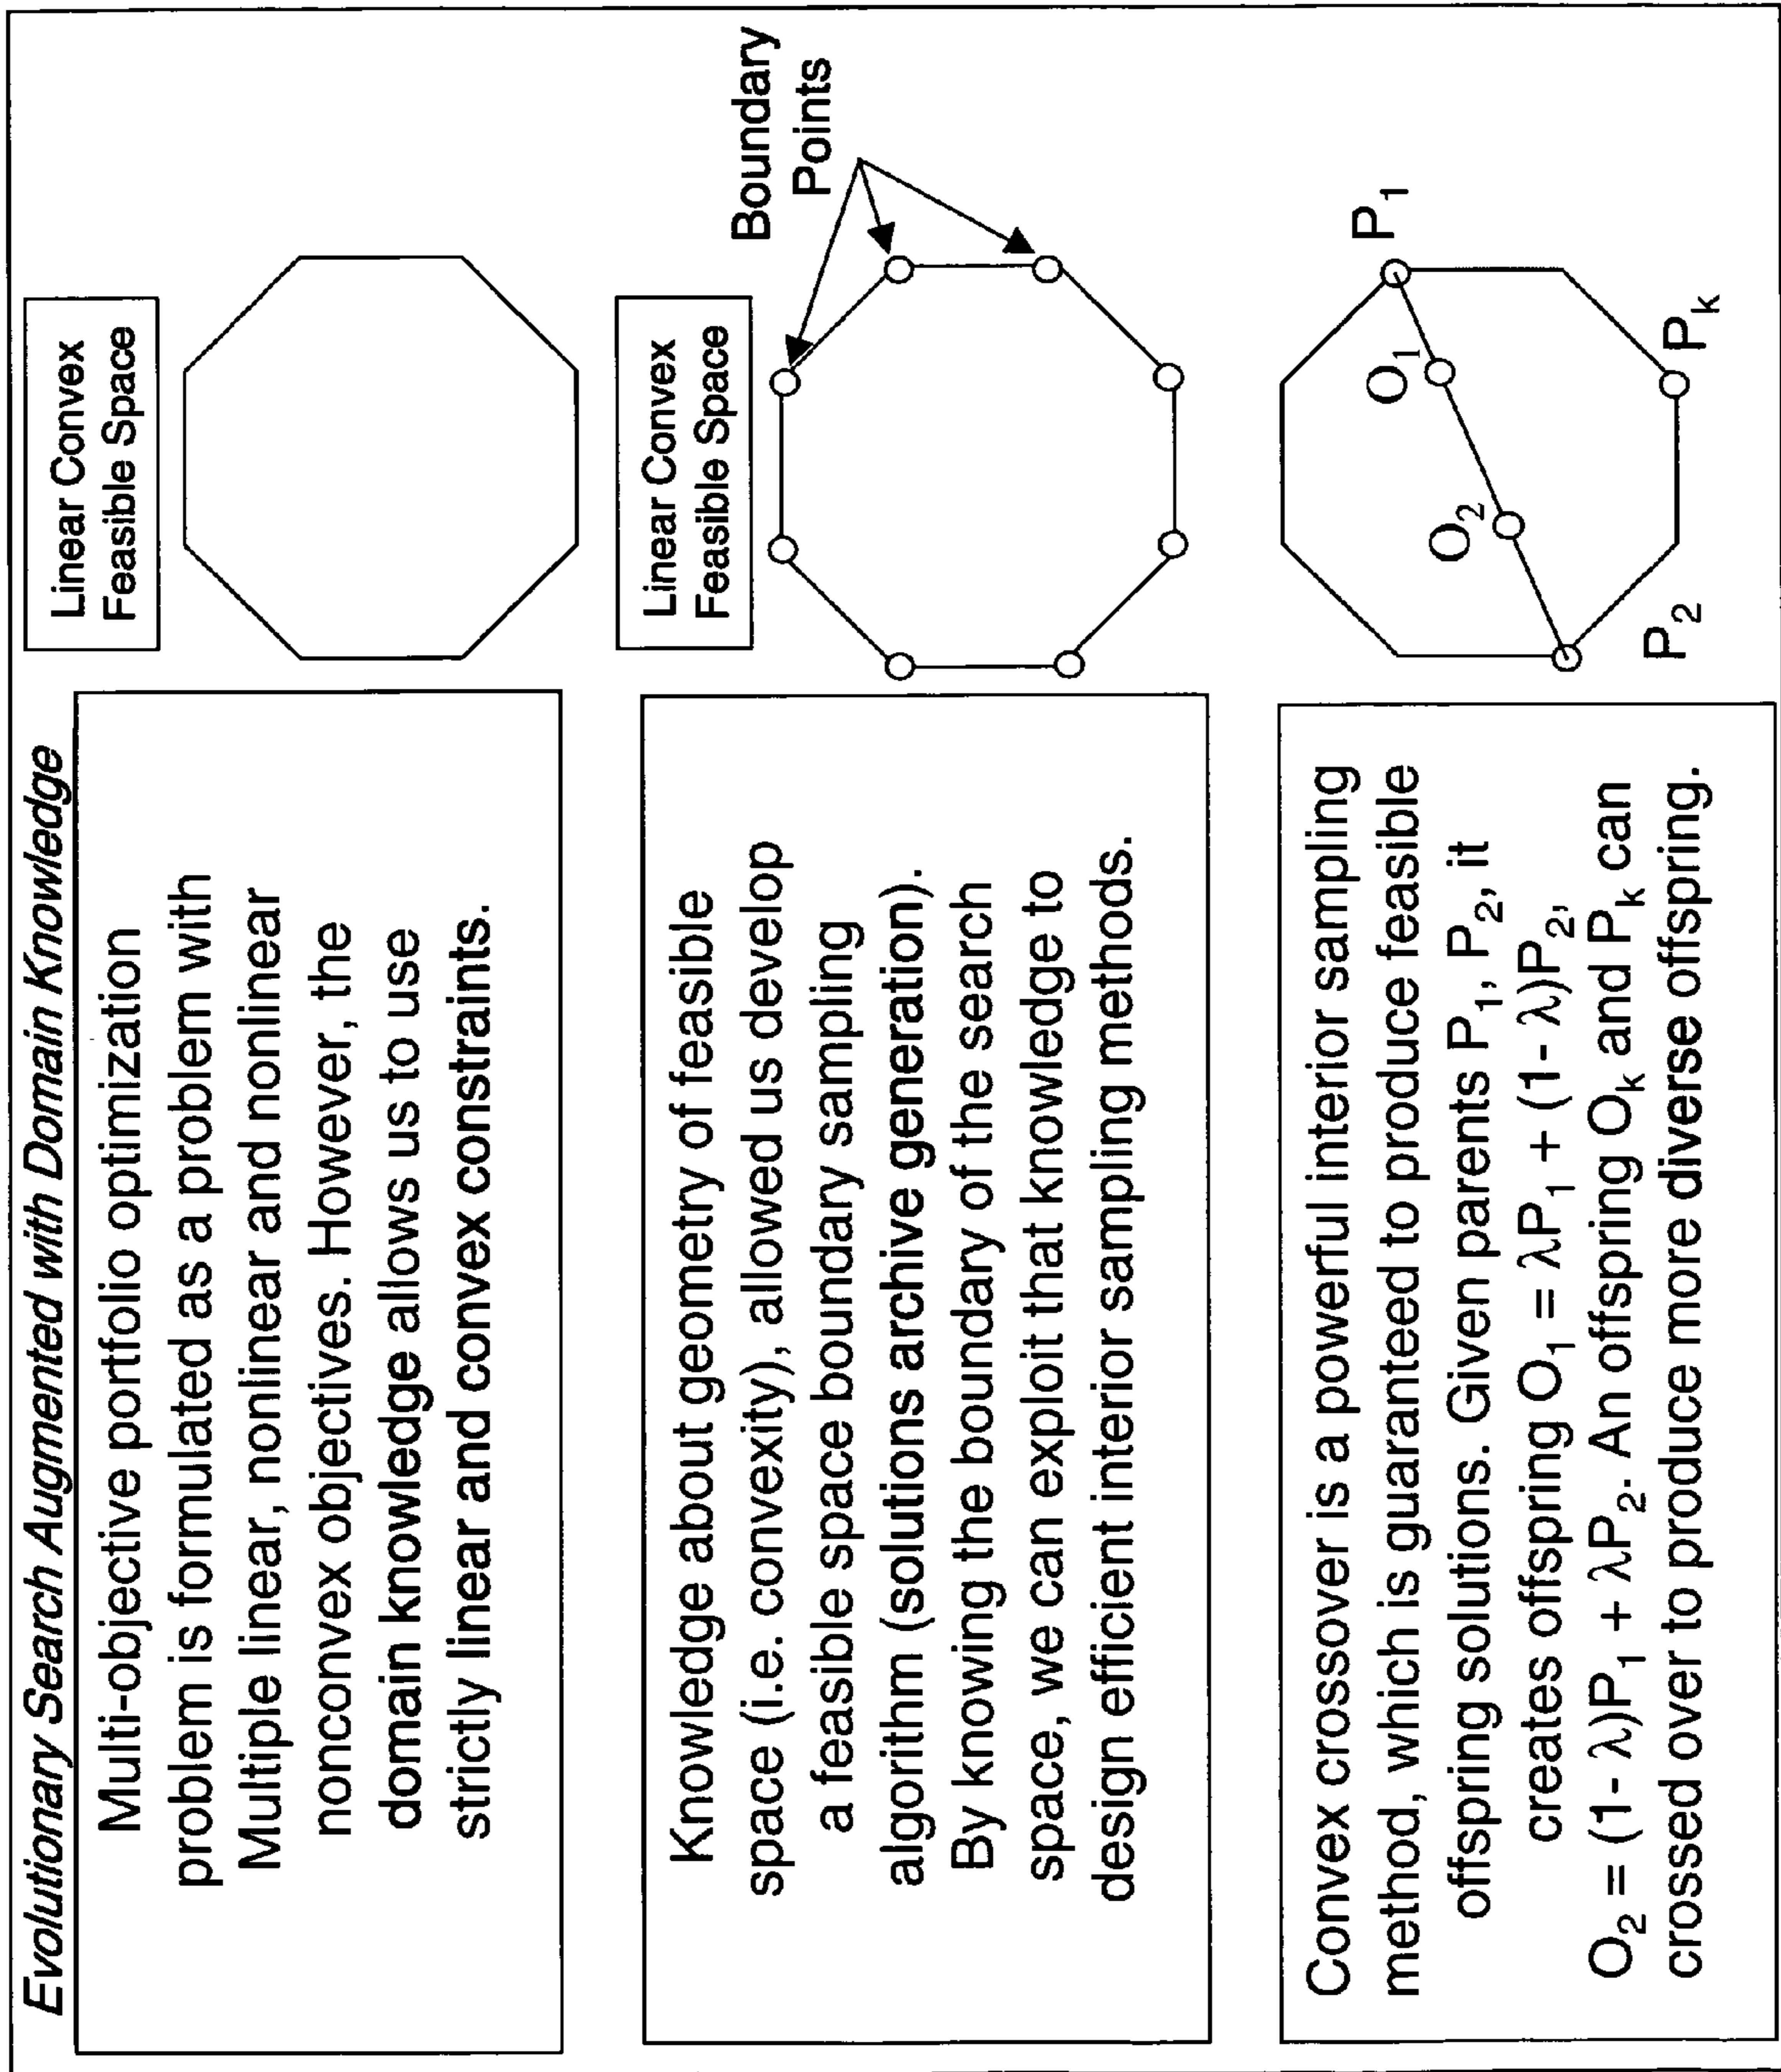 Evolutionary Search Augmented with Domain Knowledge
Multi-objective portfolio optimization
problem is formulated as a problem with
Multiple linear, nonlinear and nonlinear
nonconvex objectives. However, the
domain knowledge allows us to use
strictly linear and convex constraints.
Linear Convex
Feasible Space
Knowledge about geometry of feasible
space (i.e. convexity), allowed us develop
a feasible space boundary sampling
algorithm (solutions archive generation).
By knowing the boundary of the search
space, we can exploit that knowledge to
design efficient interior sampling methods.
Linear Convex
Feasible Space
Boundary
Points
Convex crossover is a powerful interior sampling
method, which is guaranteed to produce feasible
offspring solutions. Given parents P₁, P₂, it
creates offspring O₁ = λP₁ + (1- λ)P₂,
O₂ = (1- λ)P₁ + λP₂. An offspring Oₖ and Pₖ can
crossed over to produce more diverse offspring.
P₁
O₁
O₂
P₂
Pₖ